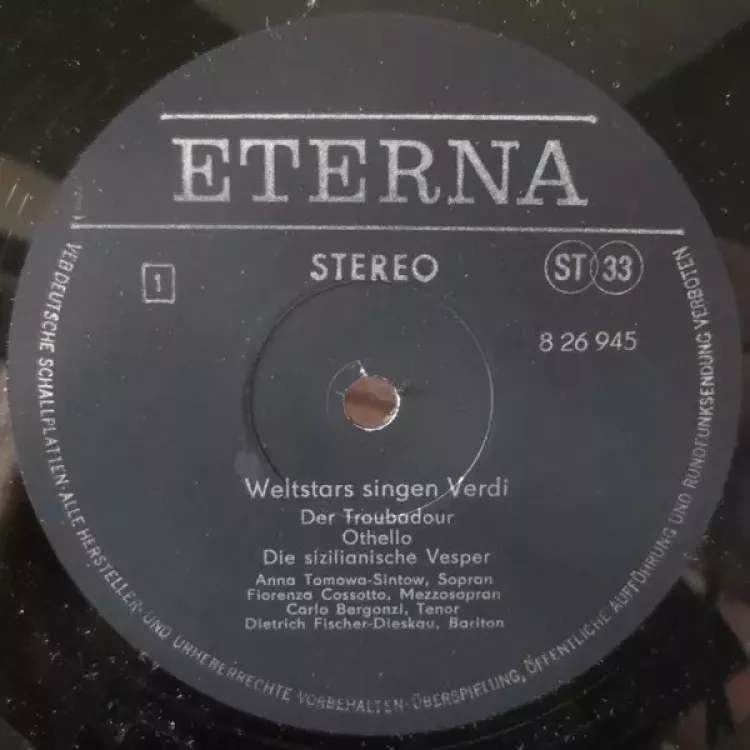 ETERNA
1
STEREO
ST 33
8 26 945
Weltstars singen Verdi
Der Troubadour
Othello
Die sizilianische Vesper
Anna Tomowa-Sintow, Sopran
Fiorenza Cossotto, Mezzosopran
Carlo Bergonzi, Tenor
Dietrich Fischer-Dieskau, Bariton
VEB DEUTSCHE SCHALLPLATTEN·ALLE HERSTELLER- UND URHEBERRECHTE VORBEHALTEN·ÜBERSPIELUNG, ÖFFENTLICHE AUFFÜHRUNG UND RUNDFUNKSENDUNG VERBOTEN